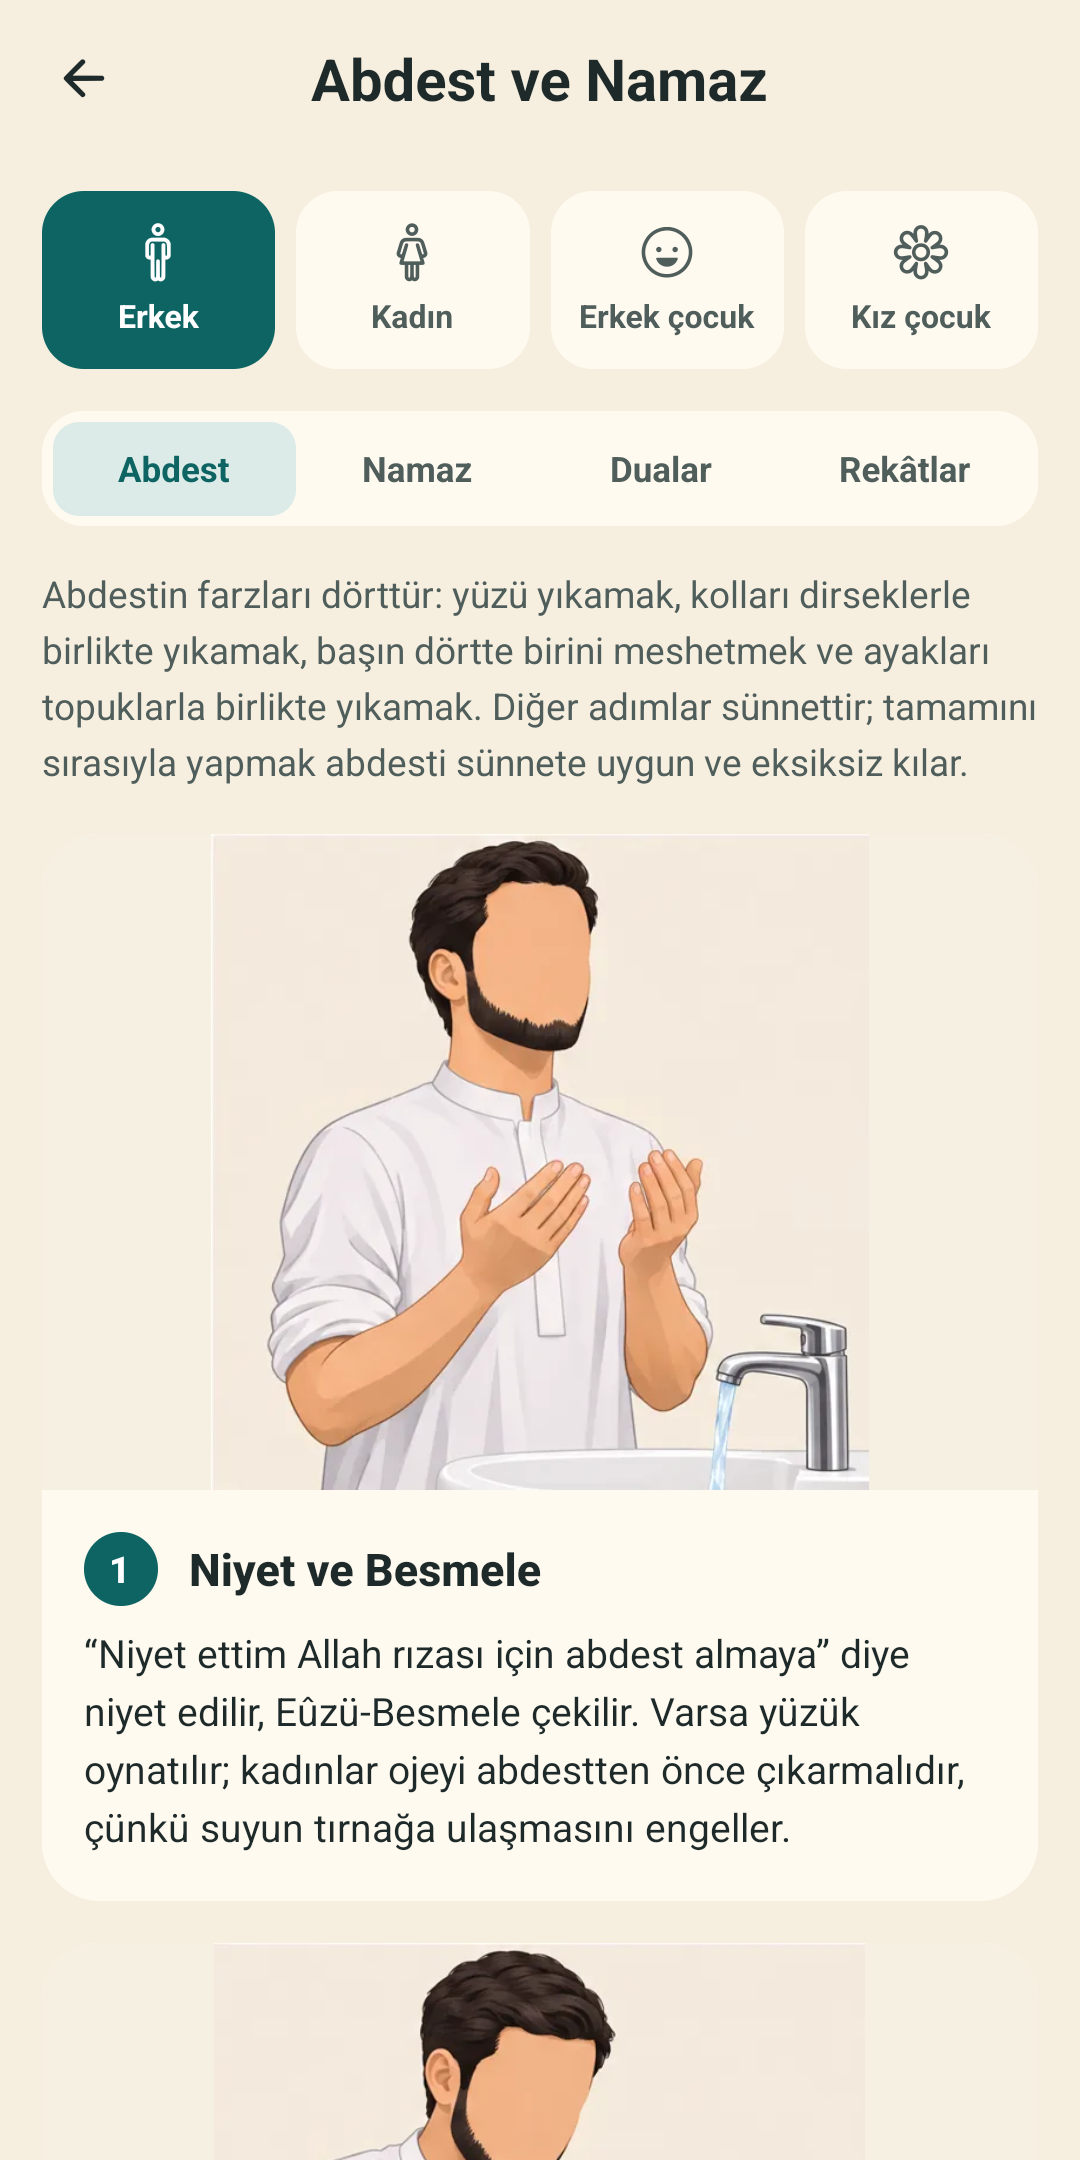 Abdest ve Namaz
Erkek
Kadın
Erkek çocuk
Kız çocuk
Abdest
Namaz
Dualar
Rekâtlar
Abdestin farzları dörttür: yüzü yıkamak, kolları dirseklerle
birlikte yıkamak, başın dörtte birini meshetmek ve ayakları
topuklarla birlikte yıkamak. Diğer adımlar sünnettir; tamamını
sırasıyla yapmak abdesti sünnete uygun ve eksiksiz kılar.
1
Niyet ve Besmele
“Niyet ettim Allah rızası için abdest almaya” diye
niyet edilir, Eûzü-Besmele çekilir. Varsa yüzük
oynatılır; kadınlar ojeyi abdestten önce çıkarmalıdır,
çünkü suyun tırnağa ulaşmasını engeller.